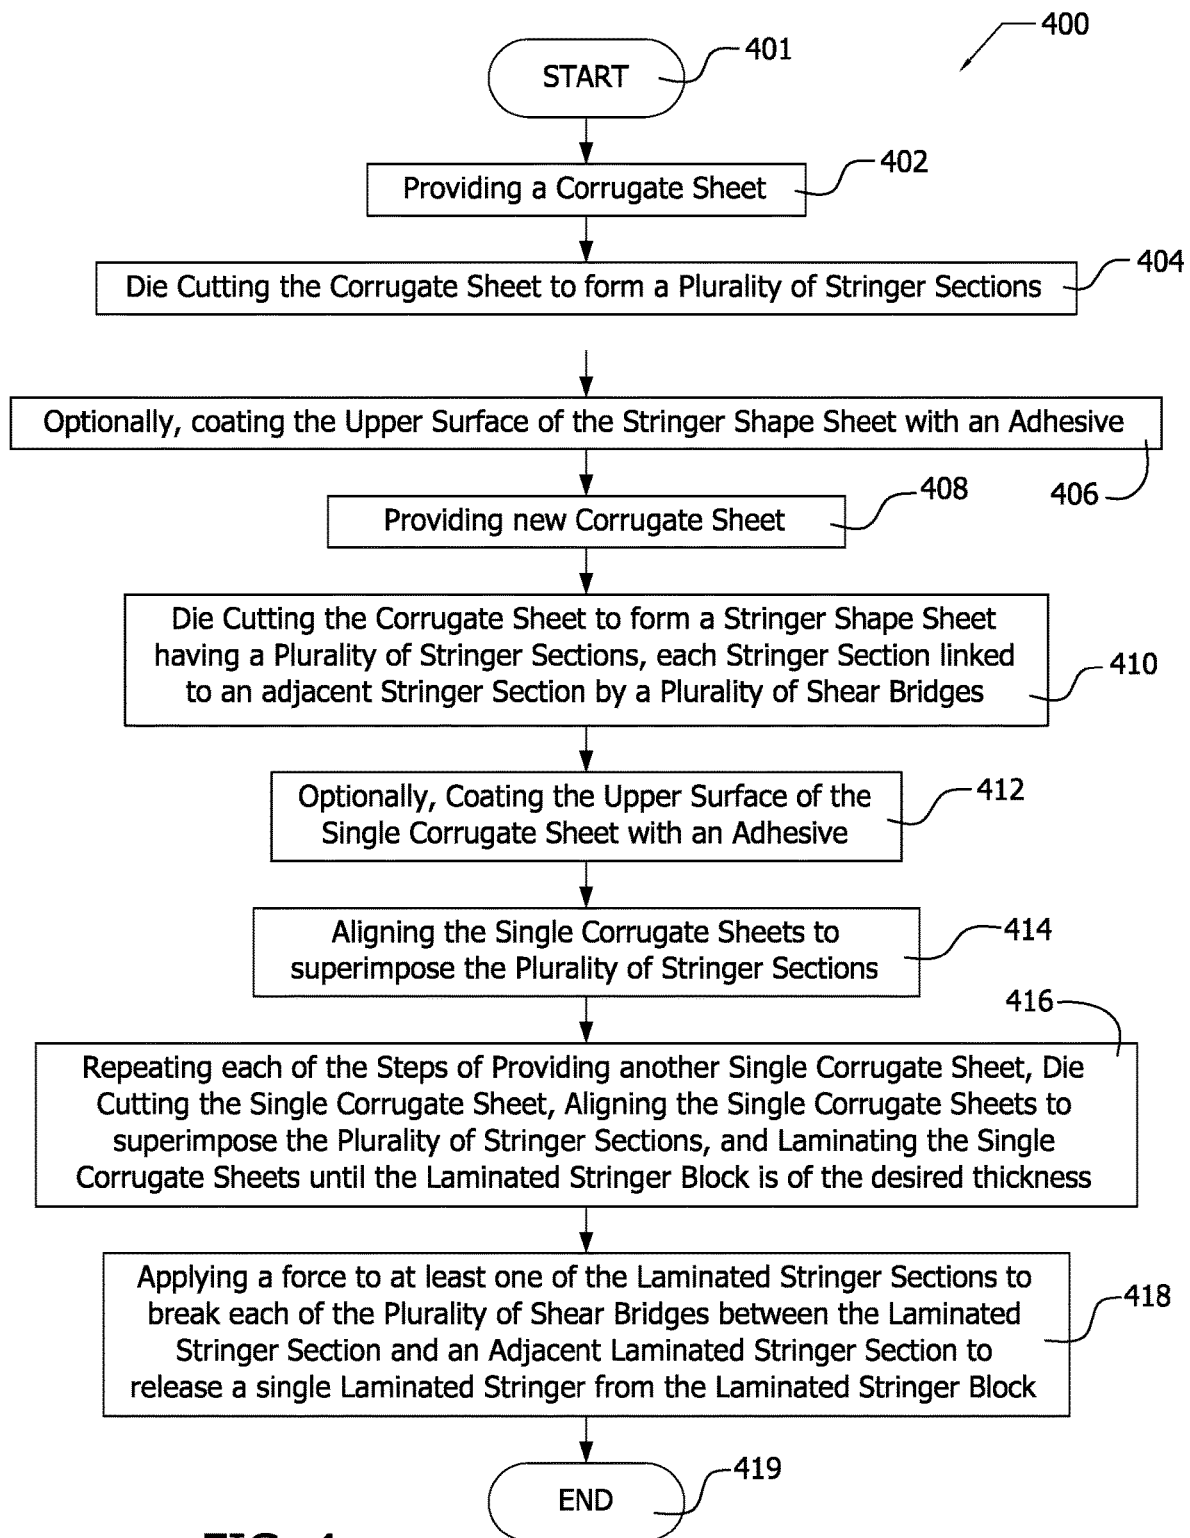 400
START
401
Providing a Corrugate Sheet
402
Die Cutting the Corrugate Sheet to form a Plurality of Stringer Sections
404
Optionally, coating the Upper Surface of the Stringer Shape Sheet with an Adhesive
406
Providing new Corrugate Sheet
408
Die Cutting the Corrugate Sheet to form a Stringer Shape Sheet
having a Plurality of Stringer Sections, each Stringer Section linked
to an adjacent Stringer Section by a Plurality of Shear Bridges
410
Optionally, Coating the Upper Surface of the
Single Corrugate Sheet with an Adhesive
412
Aligning the Single Corrugate Sheets to
superimpose the Plurality of Stringer Sections
414
416
Repeating each of the Steps of Providing another Single Corrugate Sheet, Die
Cutting the Single Corrugate Sheet, Aligning the Single Corrugate Sheets to
superimpose the Plurality of Stringer Sections, and Laminating the Single
Corrugate Sheets until the Laminated Stringer Block is of the desired thickness
Applying a force to at least one of the Laminated Stringer Sections to
break each of the Plurality of Shear Bridges between the Laminated
Stringer Section and an Adjacent Laminated Stringer Section to
release a single Laminated Stringer from the Laminated Stringer Block
418
END
419